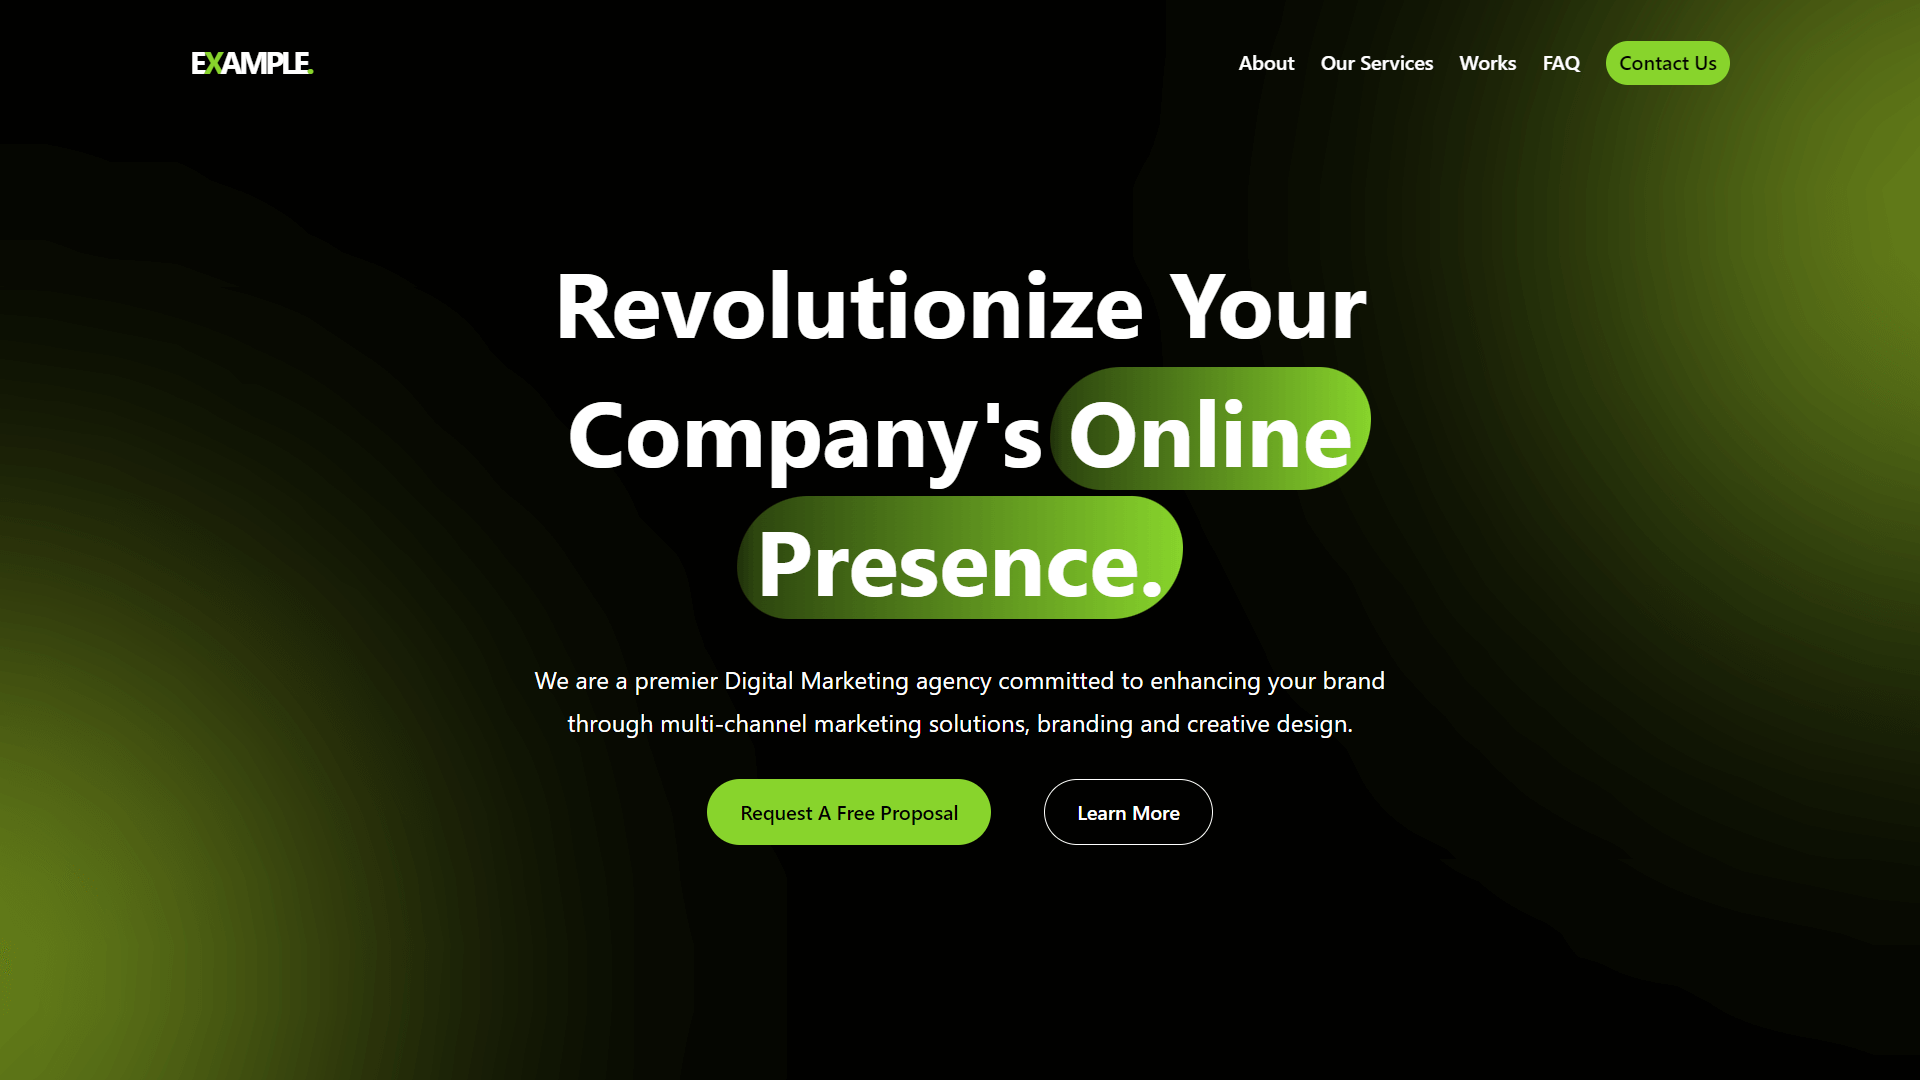 EXAMPLE.
About Our Services Works FAQ Contact Us
Revolutionize Your
Company's Online
Presence.
We are a premier Digital Marketing agency committed to enhancing your brand
through multi-channel marketing solutions, branding and creative design.
Request A Free Proposal Learn More